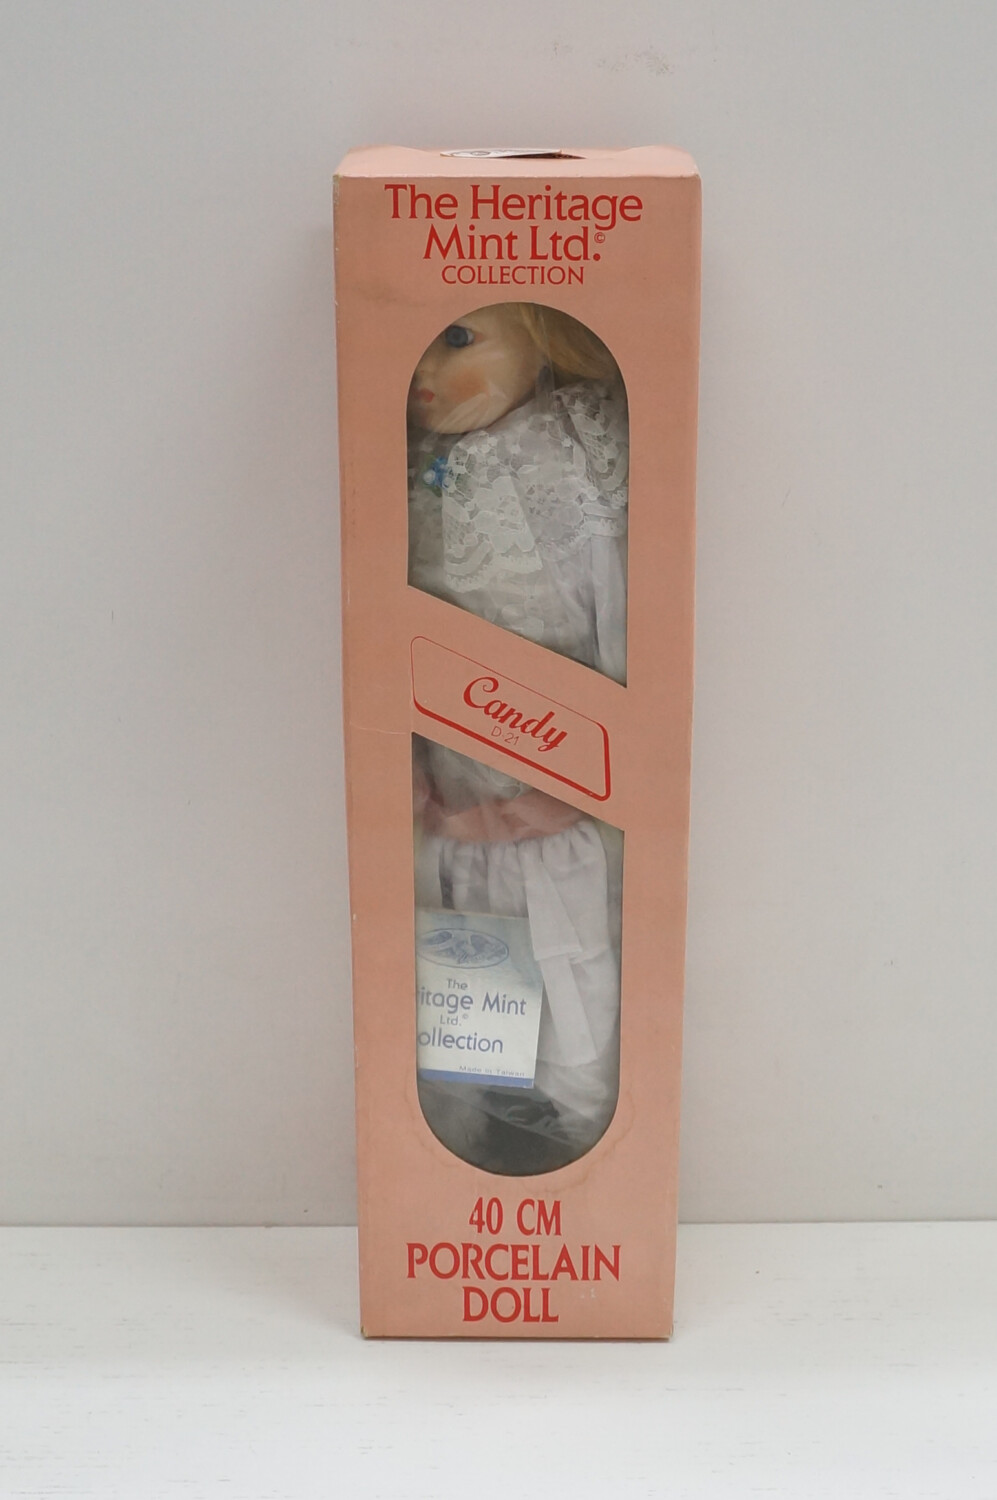 The Heritage
Mint Ltd.©
COLLECTION
Candy
D-21
The
itage Mint
Ltd.©
ollection
Made in Taiwan
40 CM
PORCELAIN
DOLL